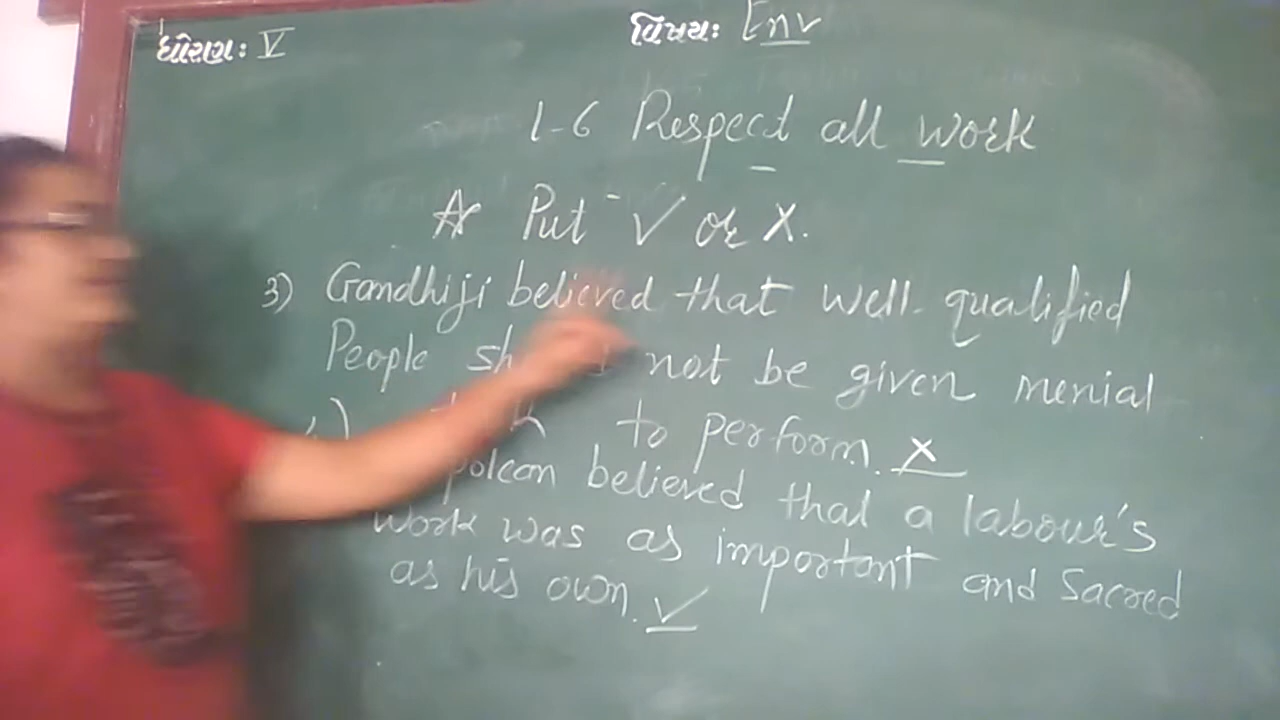 ધોરણ: V
વિષય: Env
1-6 Respect all work
☆ Put ✓ or X.
3) Gandhiji believed that well-qualified
People not be given menial
to perform. X
believed that a labour's
work was as important and Sacred
as his own. ✓